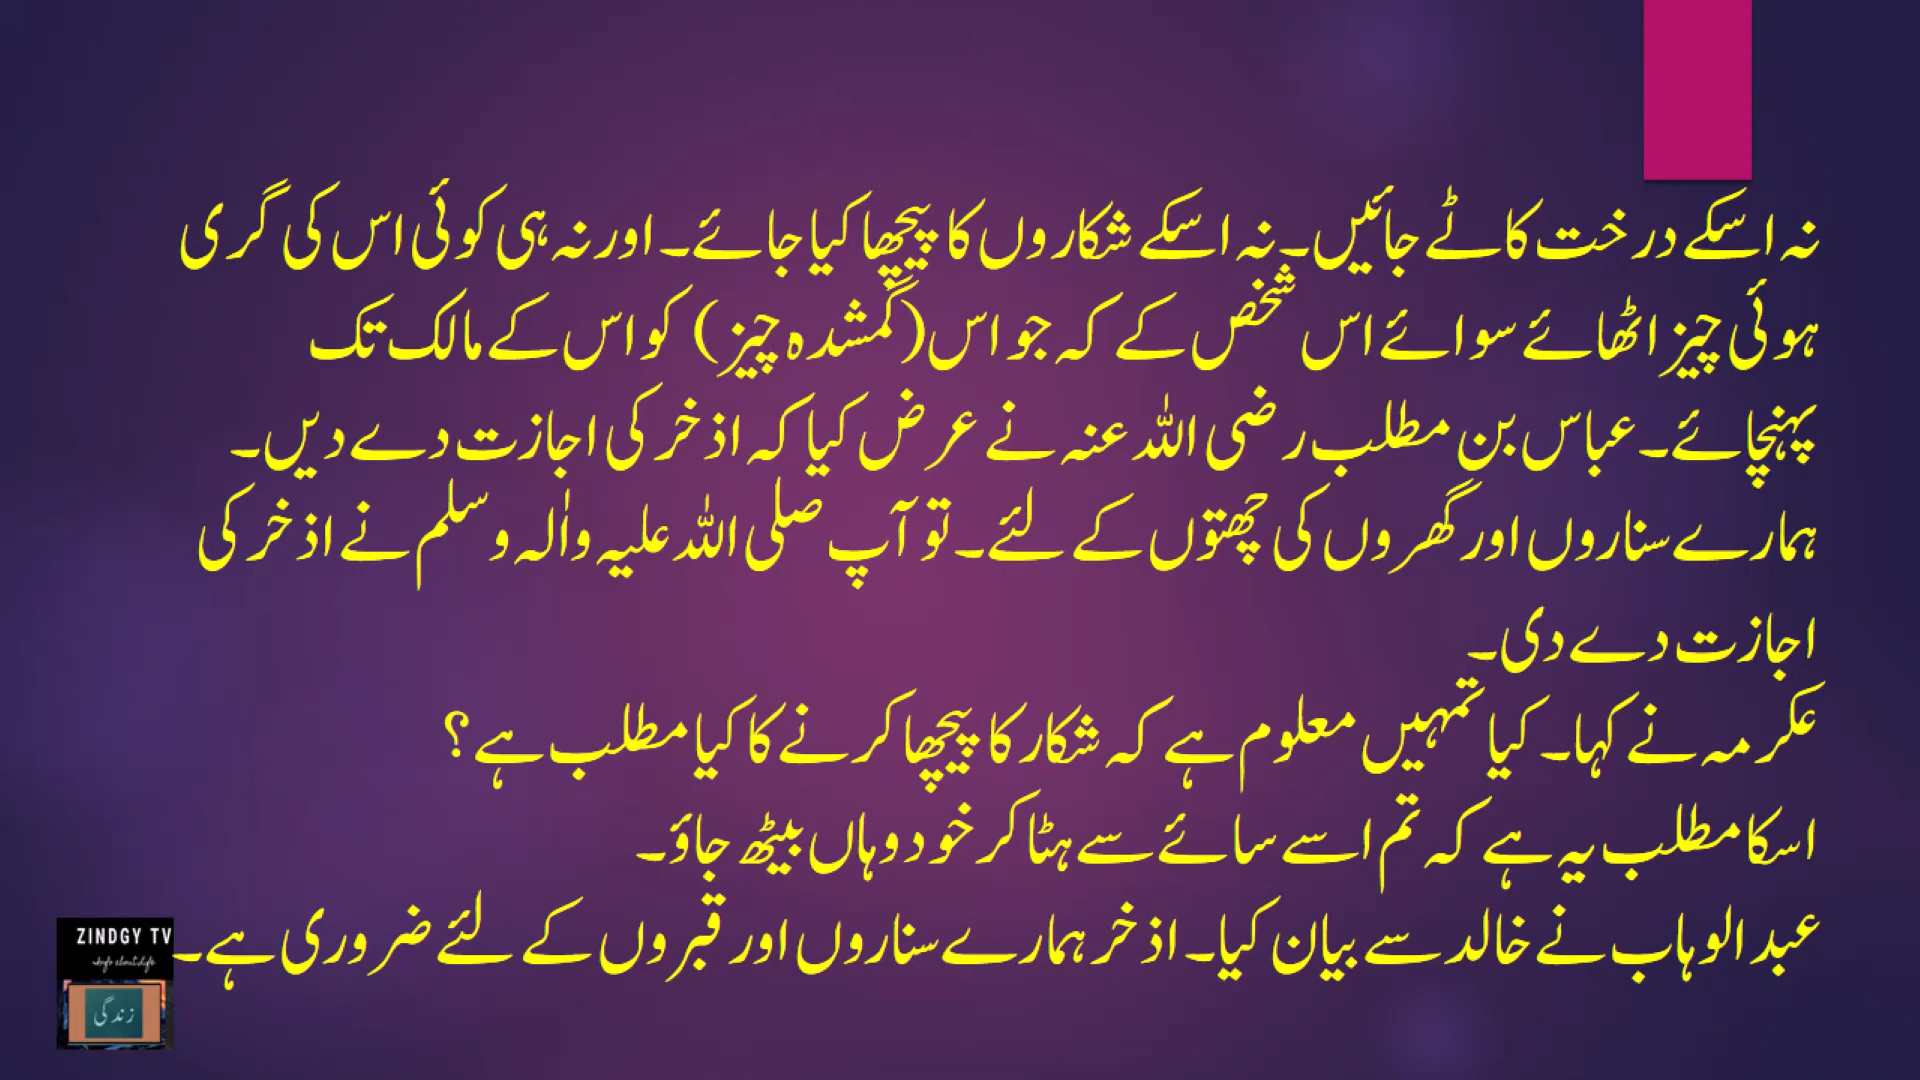 نہ اسکے درخت کاٹے جائیں۔ نہ اسکے شکاروں کا پیچھا کیا جائے۔ اور نہ ہی کوئی اس کی گری
ہوئی چیز اٹھائے سوائے اس شخص کے کہ جو اس (گمشدہ چیز) کو اس کے مالک تک
پہنچائے۔ عباس بن مطلب رضی اللہ عنہ نے عرض کیا کہ اذخر کی اجازت دے دیں۔
ہمارے سناروں اور گھروں کی چھتوں کے لئے۔ تو آپ صلی اللہ علیہ واٰلہ وسلم نے اذخر کی
اجازت دے دی۔
عکرمہ نے کہا۔ کیا تمہیں معلوم ہے کہ شکار کا پیچھا کرنے کا کیا مطلب ہے؟
اسکا مطلب یہ ہے کہ تم اسے سائے سے ہٹا کر خود وہاں بیٹھ جاؤ۔
عبدالوہاب نے خالد سے بیان کیا۔ اذخر ہمارے سناروں اور قبروں کے لئے ضروری ہے۔
ZINDGY TV
Info about life
زندگی